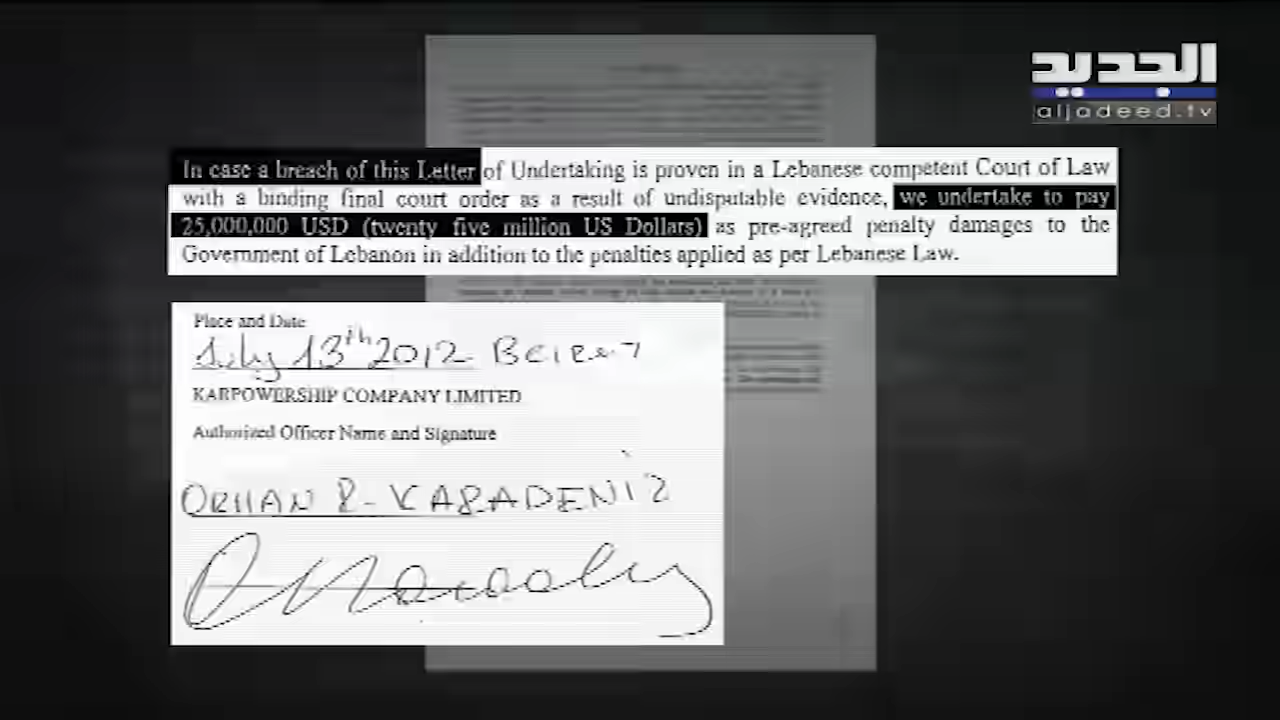 الجديد
aljadeed.tv
In case a breach of this Letter of Undertaking is proven in a Lebanese competent Court of Law
with a binding final court order as a result of undisputable evidence, we undertake to pay
25,000,000 USD (twenty five million US Dollars) as pre-agreed penalty damages to the
Government of Lebanon in addition to the penalties applied as per Lebanese Law.
Place and Date
July 13th 2012 Beirut
KARPOWERSHIP COMPANY LIMITED
Authorized Officer Name and Signature
ORHAN R. KARADENIZ